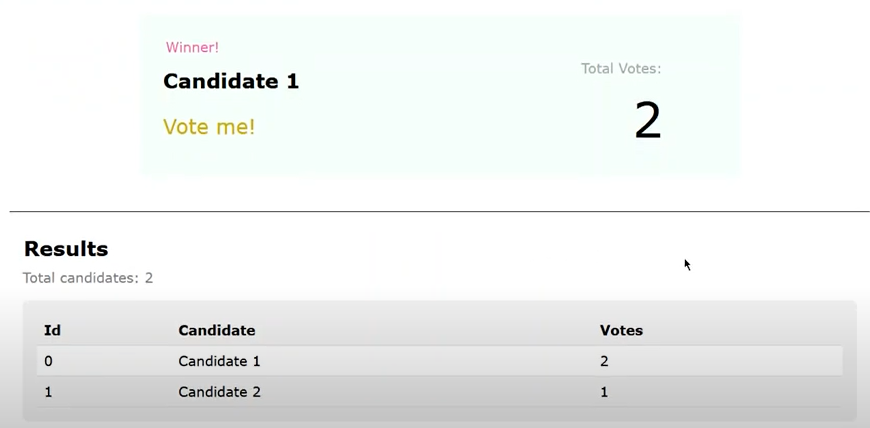 Winner!
Candidate 1
Vote me!
Total Votes:
2
Results
Total candidates: 2
Id Candidate Votes
0 Candidate 1 2
1 Candidate 2 1